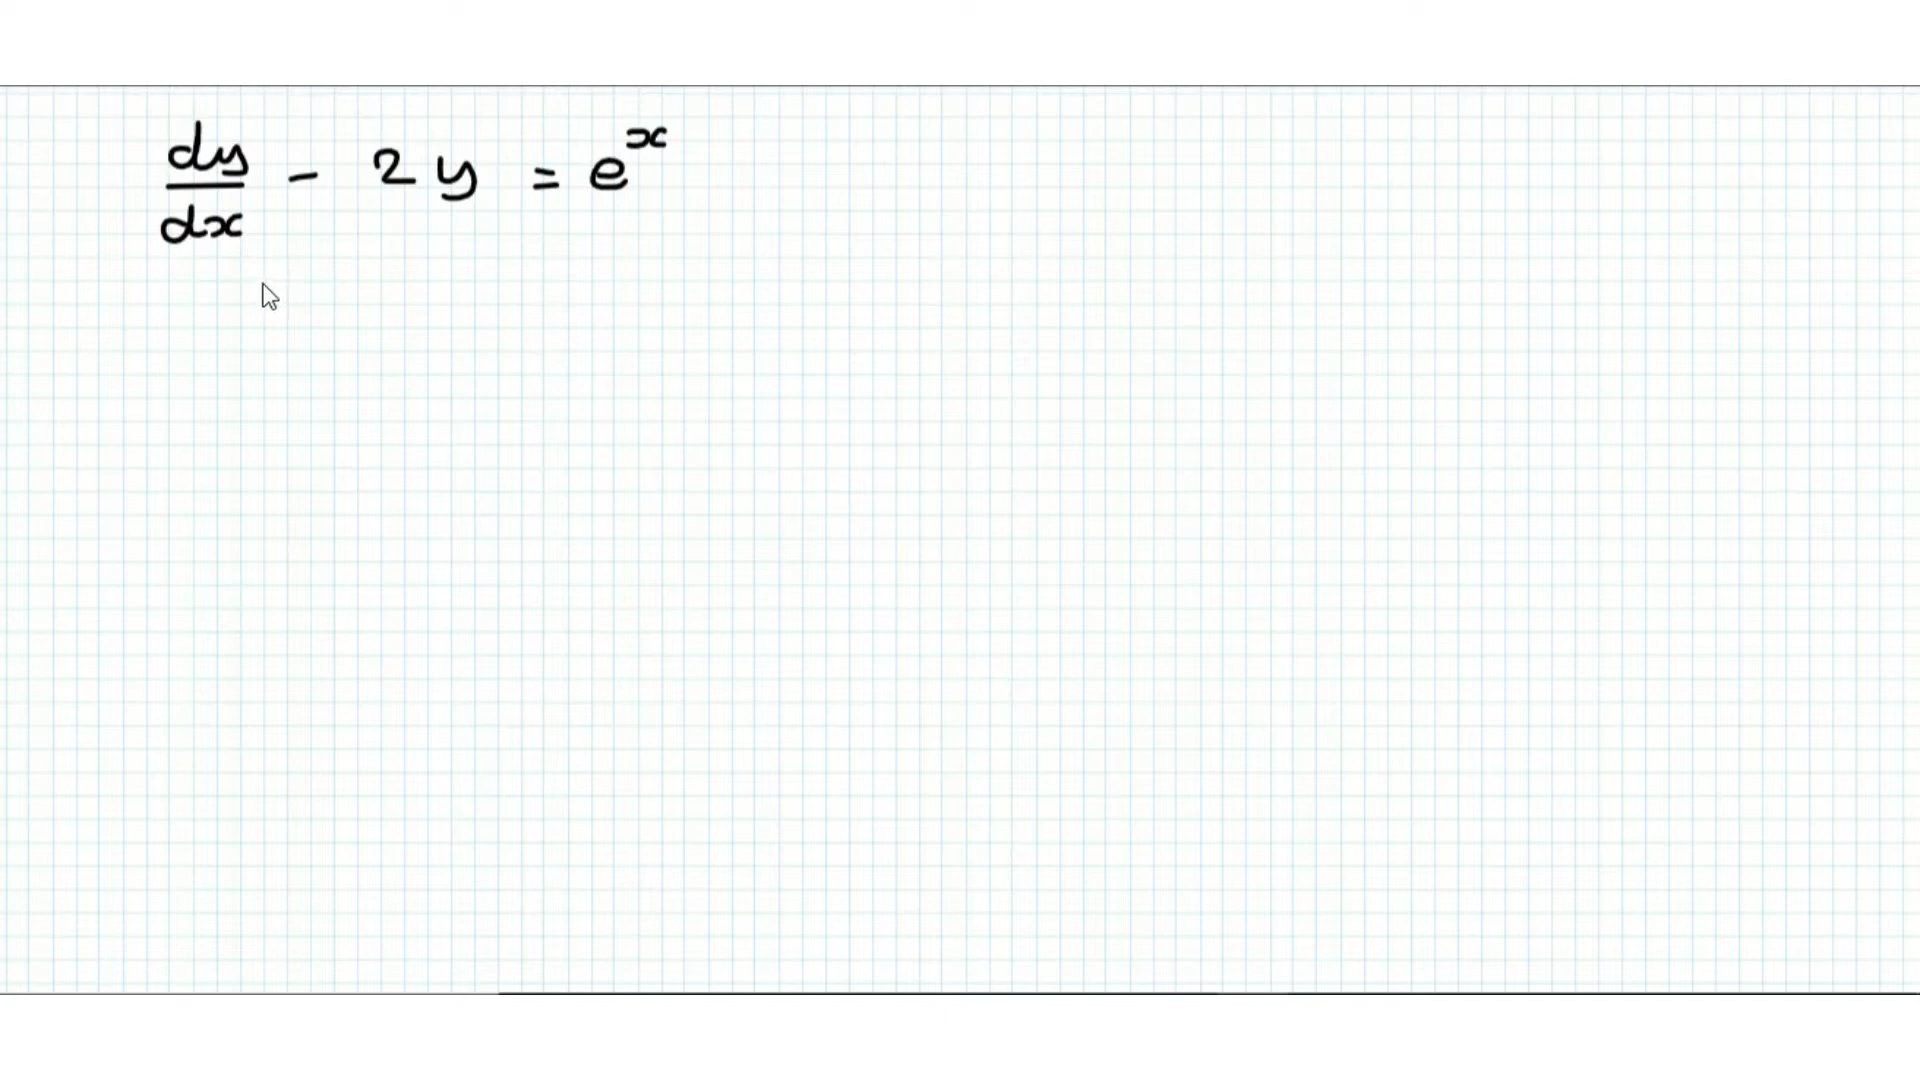 dy/dx - 2y = e^x